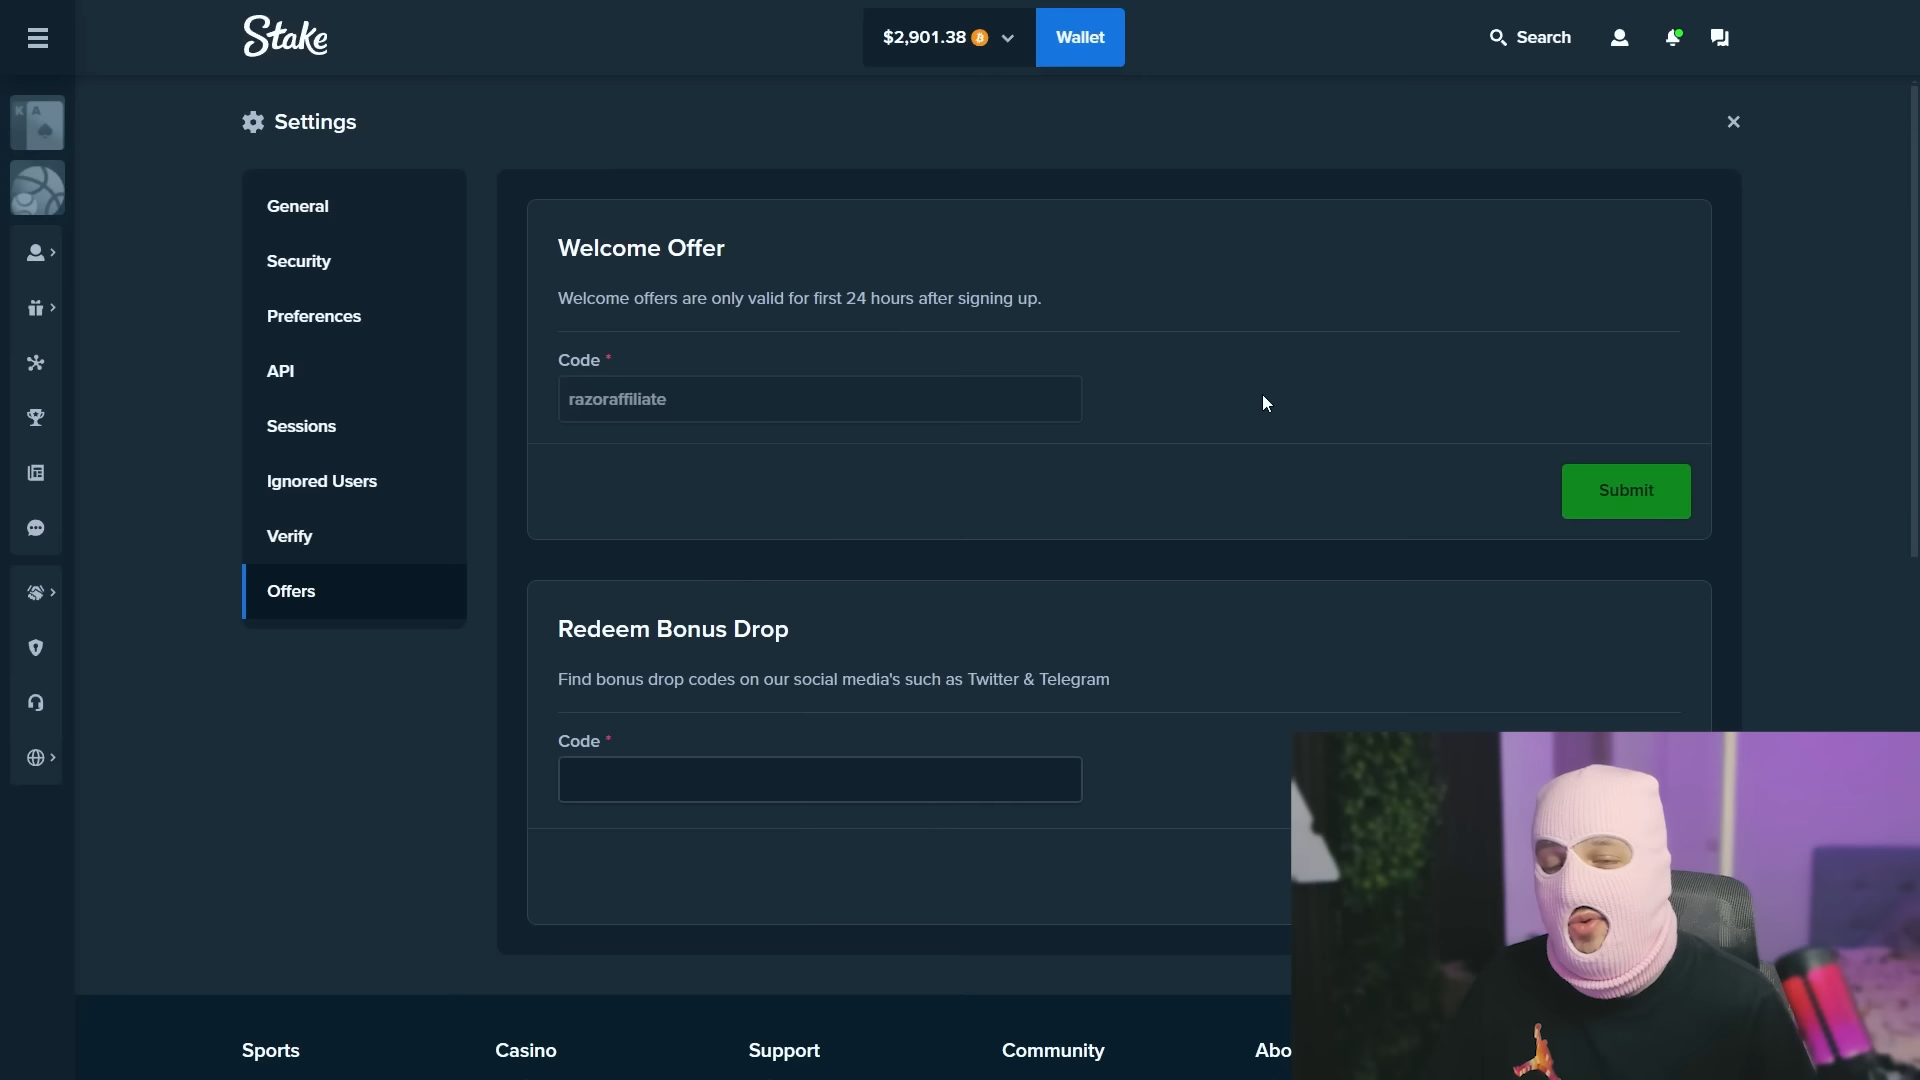 Stake
$2,901.38
Wallet
Search
Settings
General
Security
Preferences
API
Sessions
Ignored Users
Verify
Offers
Welcome Offer
Welcome offers are only valid for first 24 hours after signing up.
Code *
razoraffiliate
Submit
Redeem Bonus Drop
Find bonus drop codes on our social media's such as Twitter & Telegram
Code *
Sports
Casino
Support
Community
Abo
K A